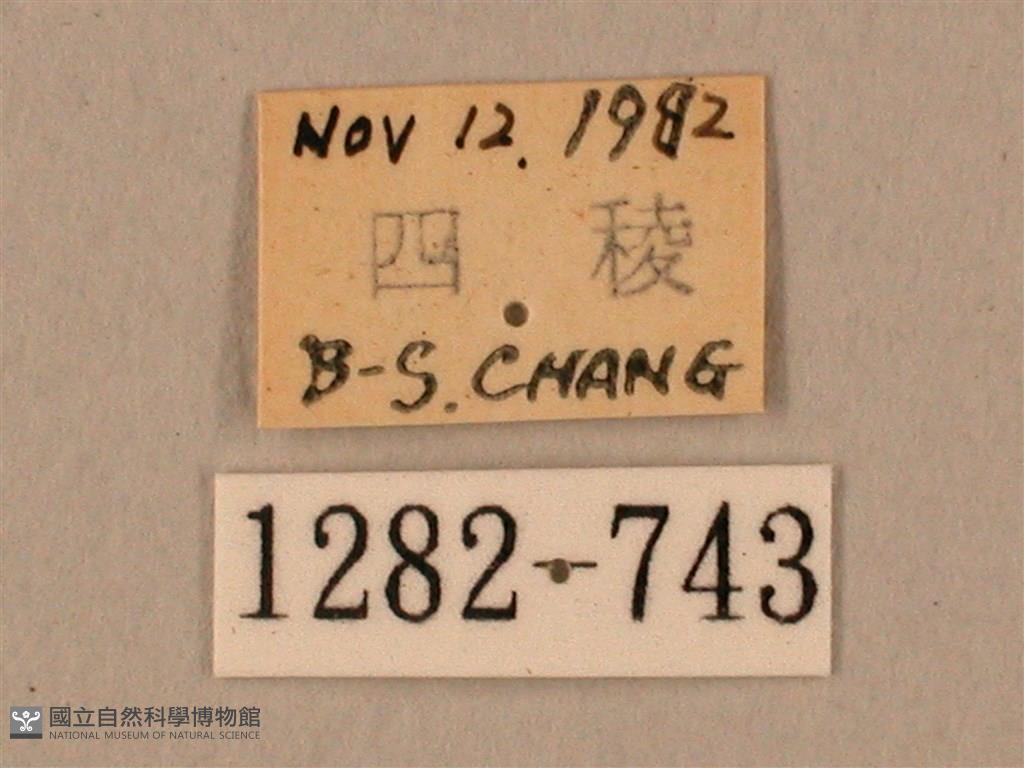 NOV 12. 1982
四 稜
B-S. CHANG
1282-743
國立自然科學博物館
NATIONAL MUSEUM OF NATURAL SCIENCE